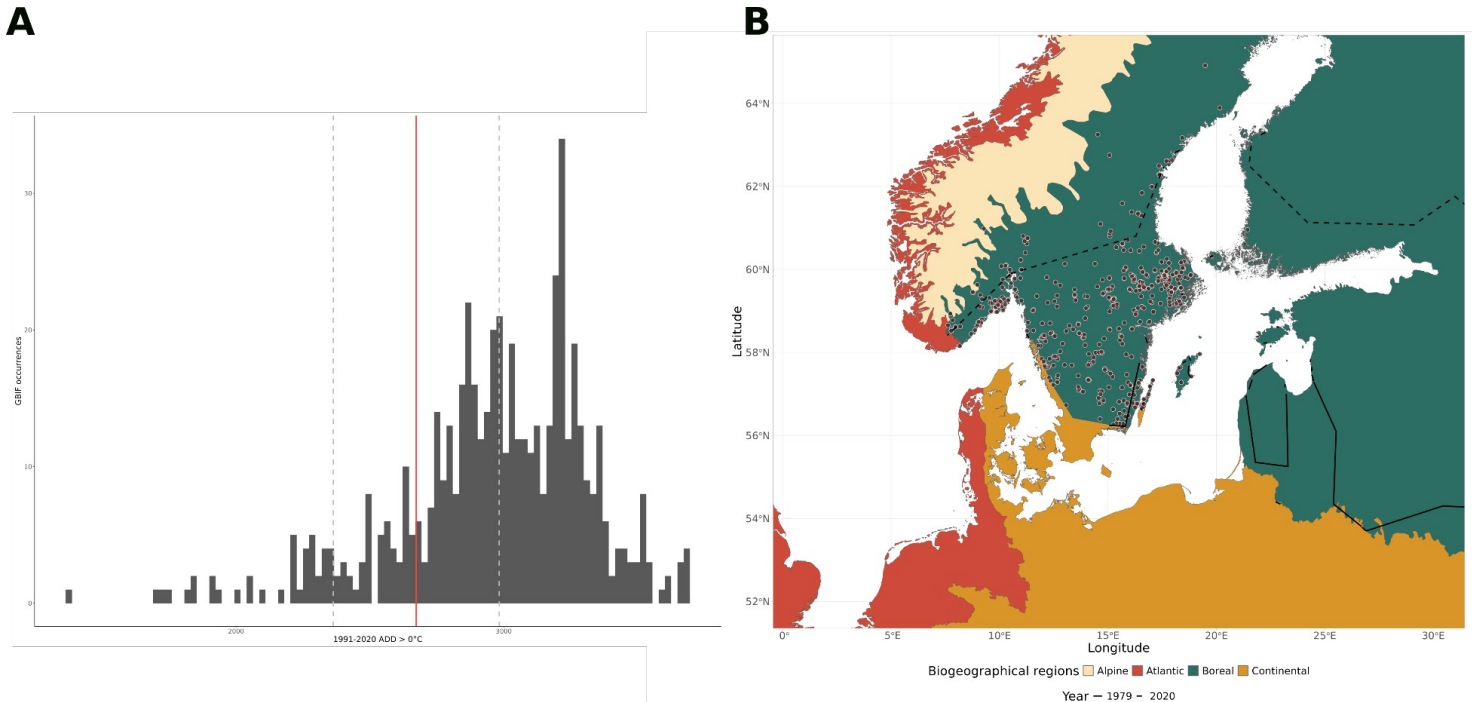 A
B
GBIF occurrences
30
20
10
0
2000
3000
1991-2020 ADD > 0°C
Latitude
64°N
62°N
60°N
58°N
56°N
54°N
52°N
0°
5°E
10°E
15°E
20°E
25°E
30°E
Longitude
Biogeographical regions Alpine Atlantic Boreal Continental
Year 1979 2020